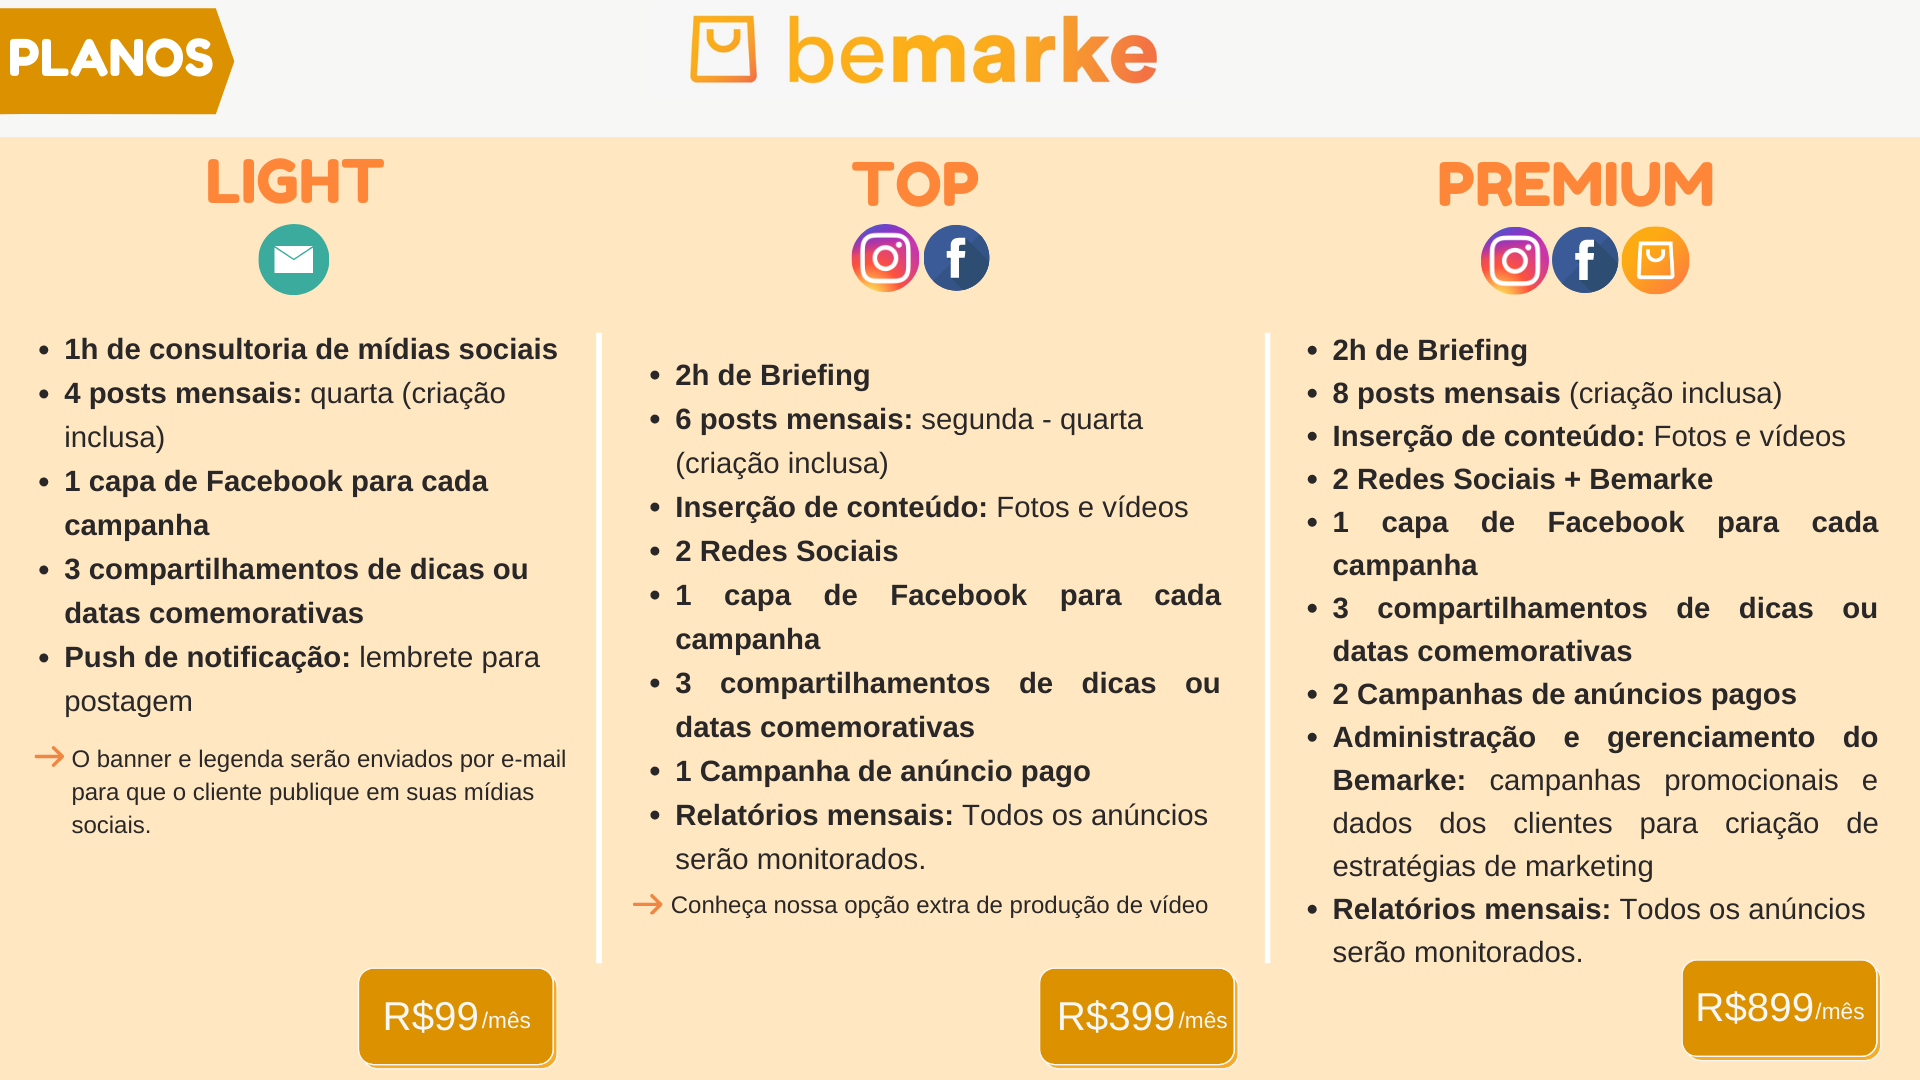 PLANOS
bemarke
LIGHT
• 1h de consultoria de mídias sociais
• 4 posts mensais: quarta (criação
inclusa)
• 1 capa de Facebook para cada
campanha
• 3 compartilhamentos de dicas ou
datas comemorativas
• Push de notificação: lembrete para
postagem
O banner e legenda serão enviados por e-mail
para que o cliente publique em suas mídias
sociais.
R$99/mês
TOP
• 2h de Briefing
• 6 posts mensais: segunda - quarta
(criação inclusa)
• Inserção de conteúdo: Fotos e vídeos
• 2 Redes Sociais
• 1 capa de Facebook para cada
campanha
• 3 compartilhamentos de dicas ou
datas comemorativas
• 1 Campanha de anúncio pago
• Relatórios mensais: Todos os anúncios
serão monitorados.
Conheça nossa opção extra de produção de vídeo
R$399/mês
PREMIUM
• 2h de Briefing
• 8 posts mensais (criação inclusa)
• Inserção de conteúdo: Fotos e vídeos
• 2 Redes Sociais + Bemarke
• 1 capa de Facebook para cada
campanha
• 3 compartilhamentos de dicas ou
datas comemorativas
• 2 Campanhas de anúncios pagos
• Administração e gerenciamento do
Bemarke: campanhas promocionais e
dados dos clientes para criação de
estratégias de marketing
• Relatórios mensais: Todos os anúncios
serão monitorados.
R$899/mês